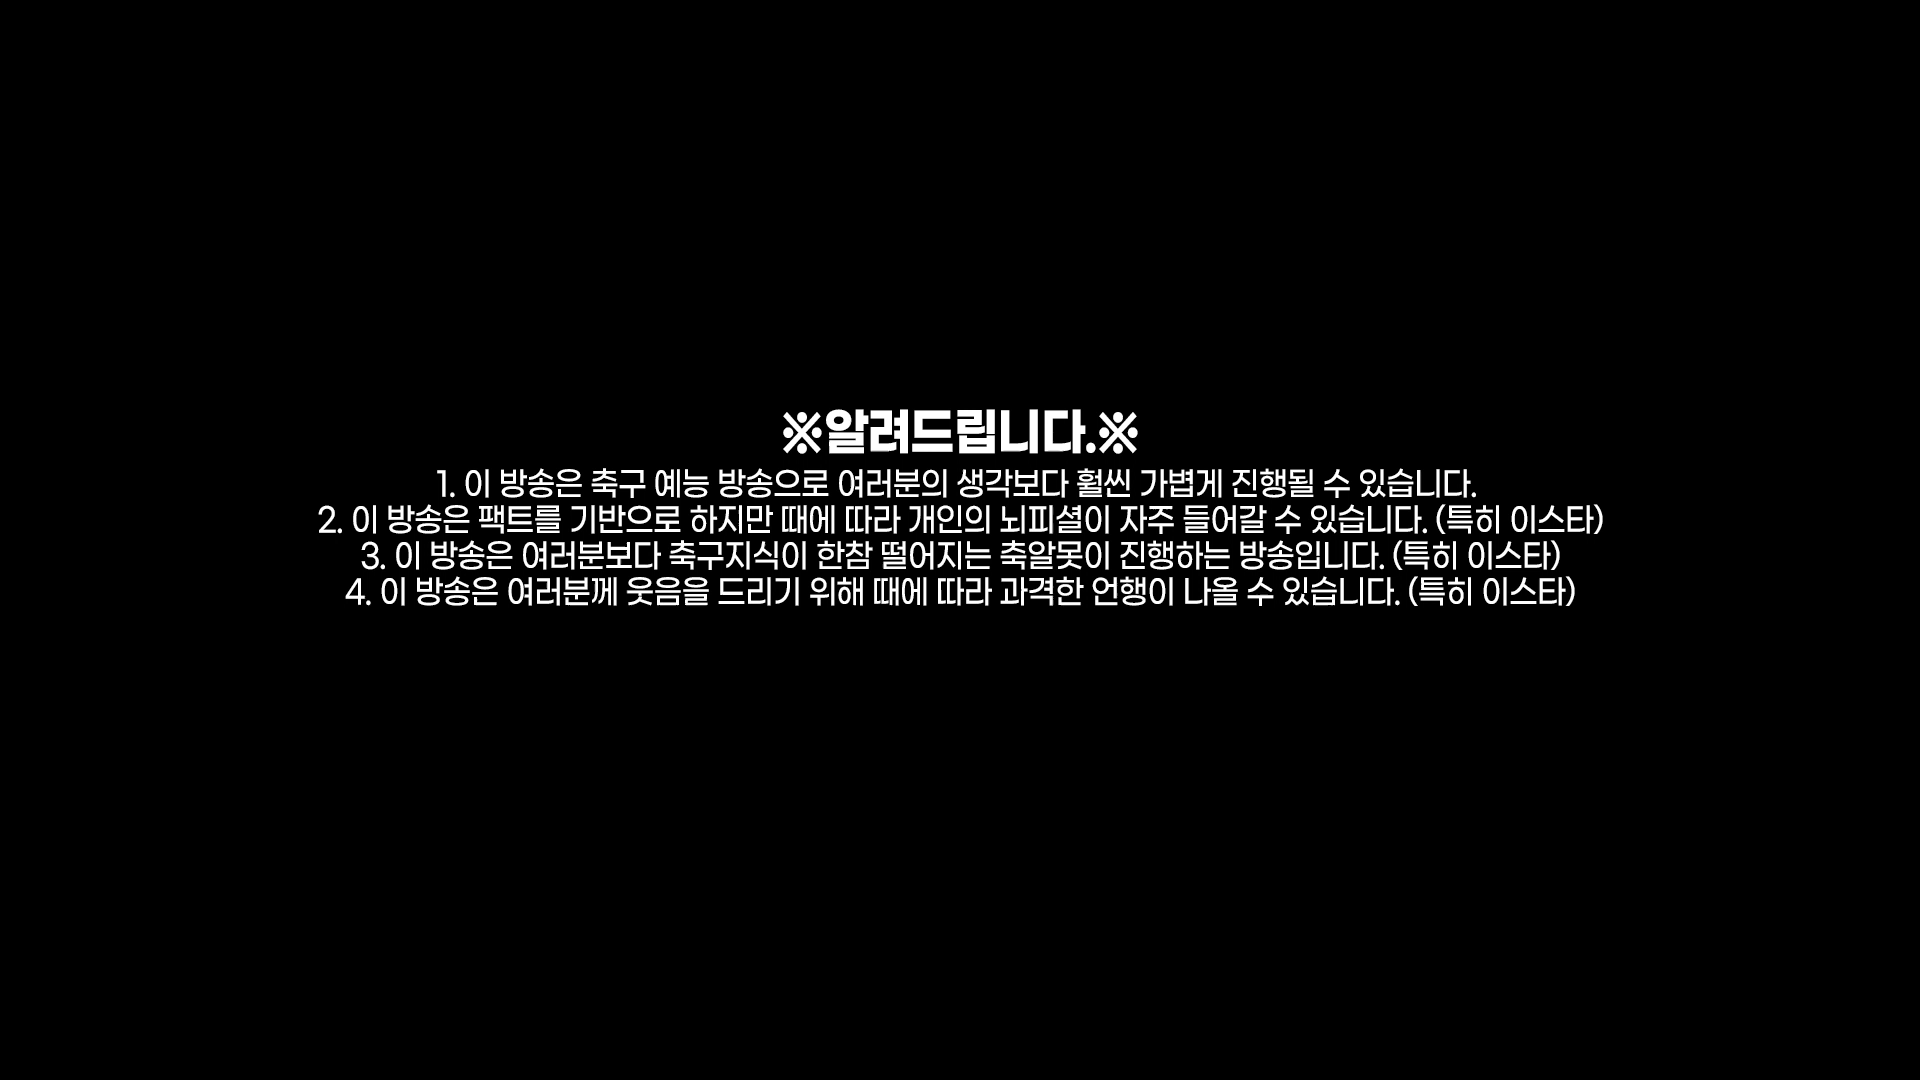 ※알려드립니다.※
1. 이 방송은 축구 예능 방송으로 여러분의 생각보다 훨씬 가볍게 진행될 수 있습니다.
2. 이 방송은 팩트를 기반으로 하지만 때에 따라 개인의 뇌피셜이 자주 들어갈 수 있습니다. (특히 이스타)
3. 이 방송은 여러분보다 축구지식이 한참 떨어지는 축알못이 진행하는 방송입니다. (특히 이스타)
4. 이 방송은 여러분께 웃음을 드리기 위해 때에 따라 과격한 언행이 나올 수 있습니다. (특히 이스타)